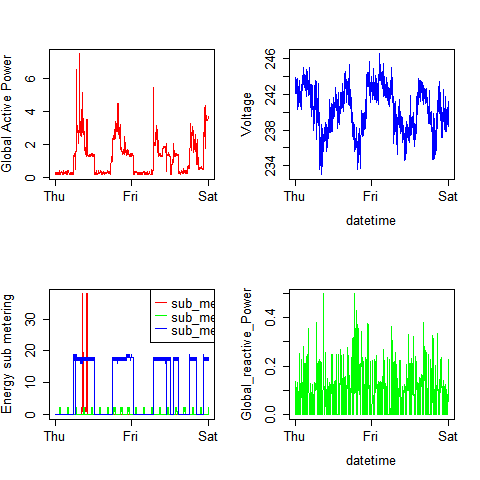 Global Active Power
0
2
4
6
Thu
Fri
Sat
Voltage
234
238
242
246
Thu
Fri
Sat
datetime
Energy sub metering
0
10
20
30
sub_me
sub_me
sub_me
Thu
Fri
Sat
Global_reactive_Power
0.0
0.2
0.4
Thu
Fri
Sat
datetime